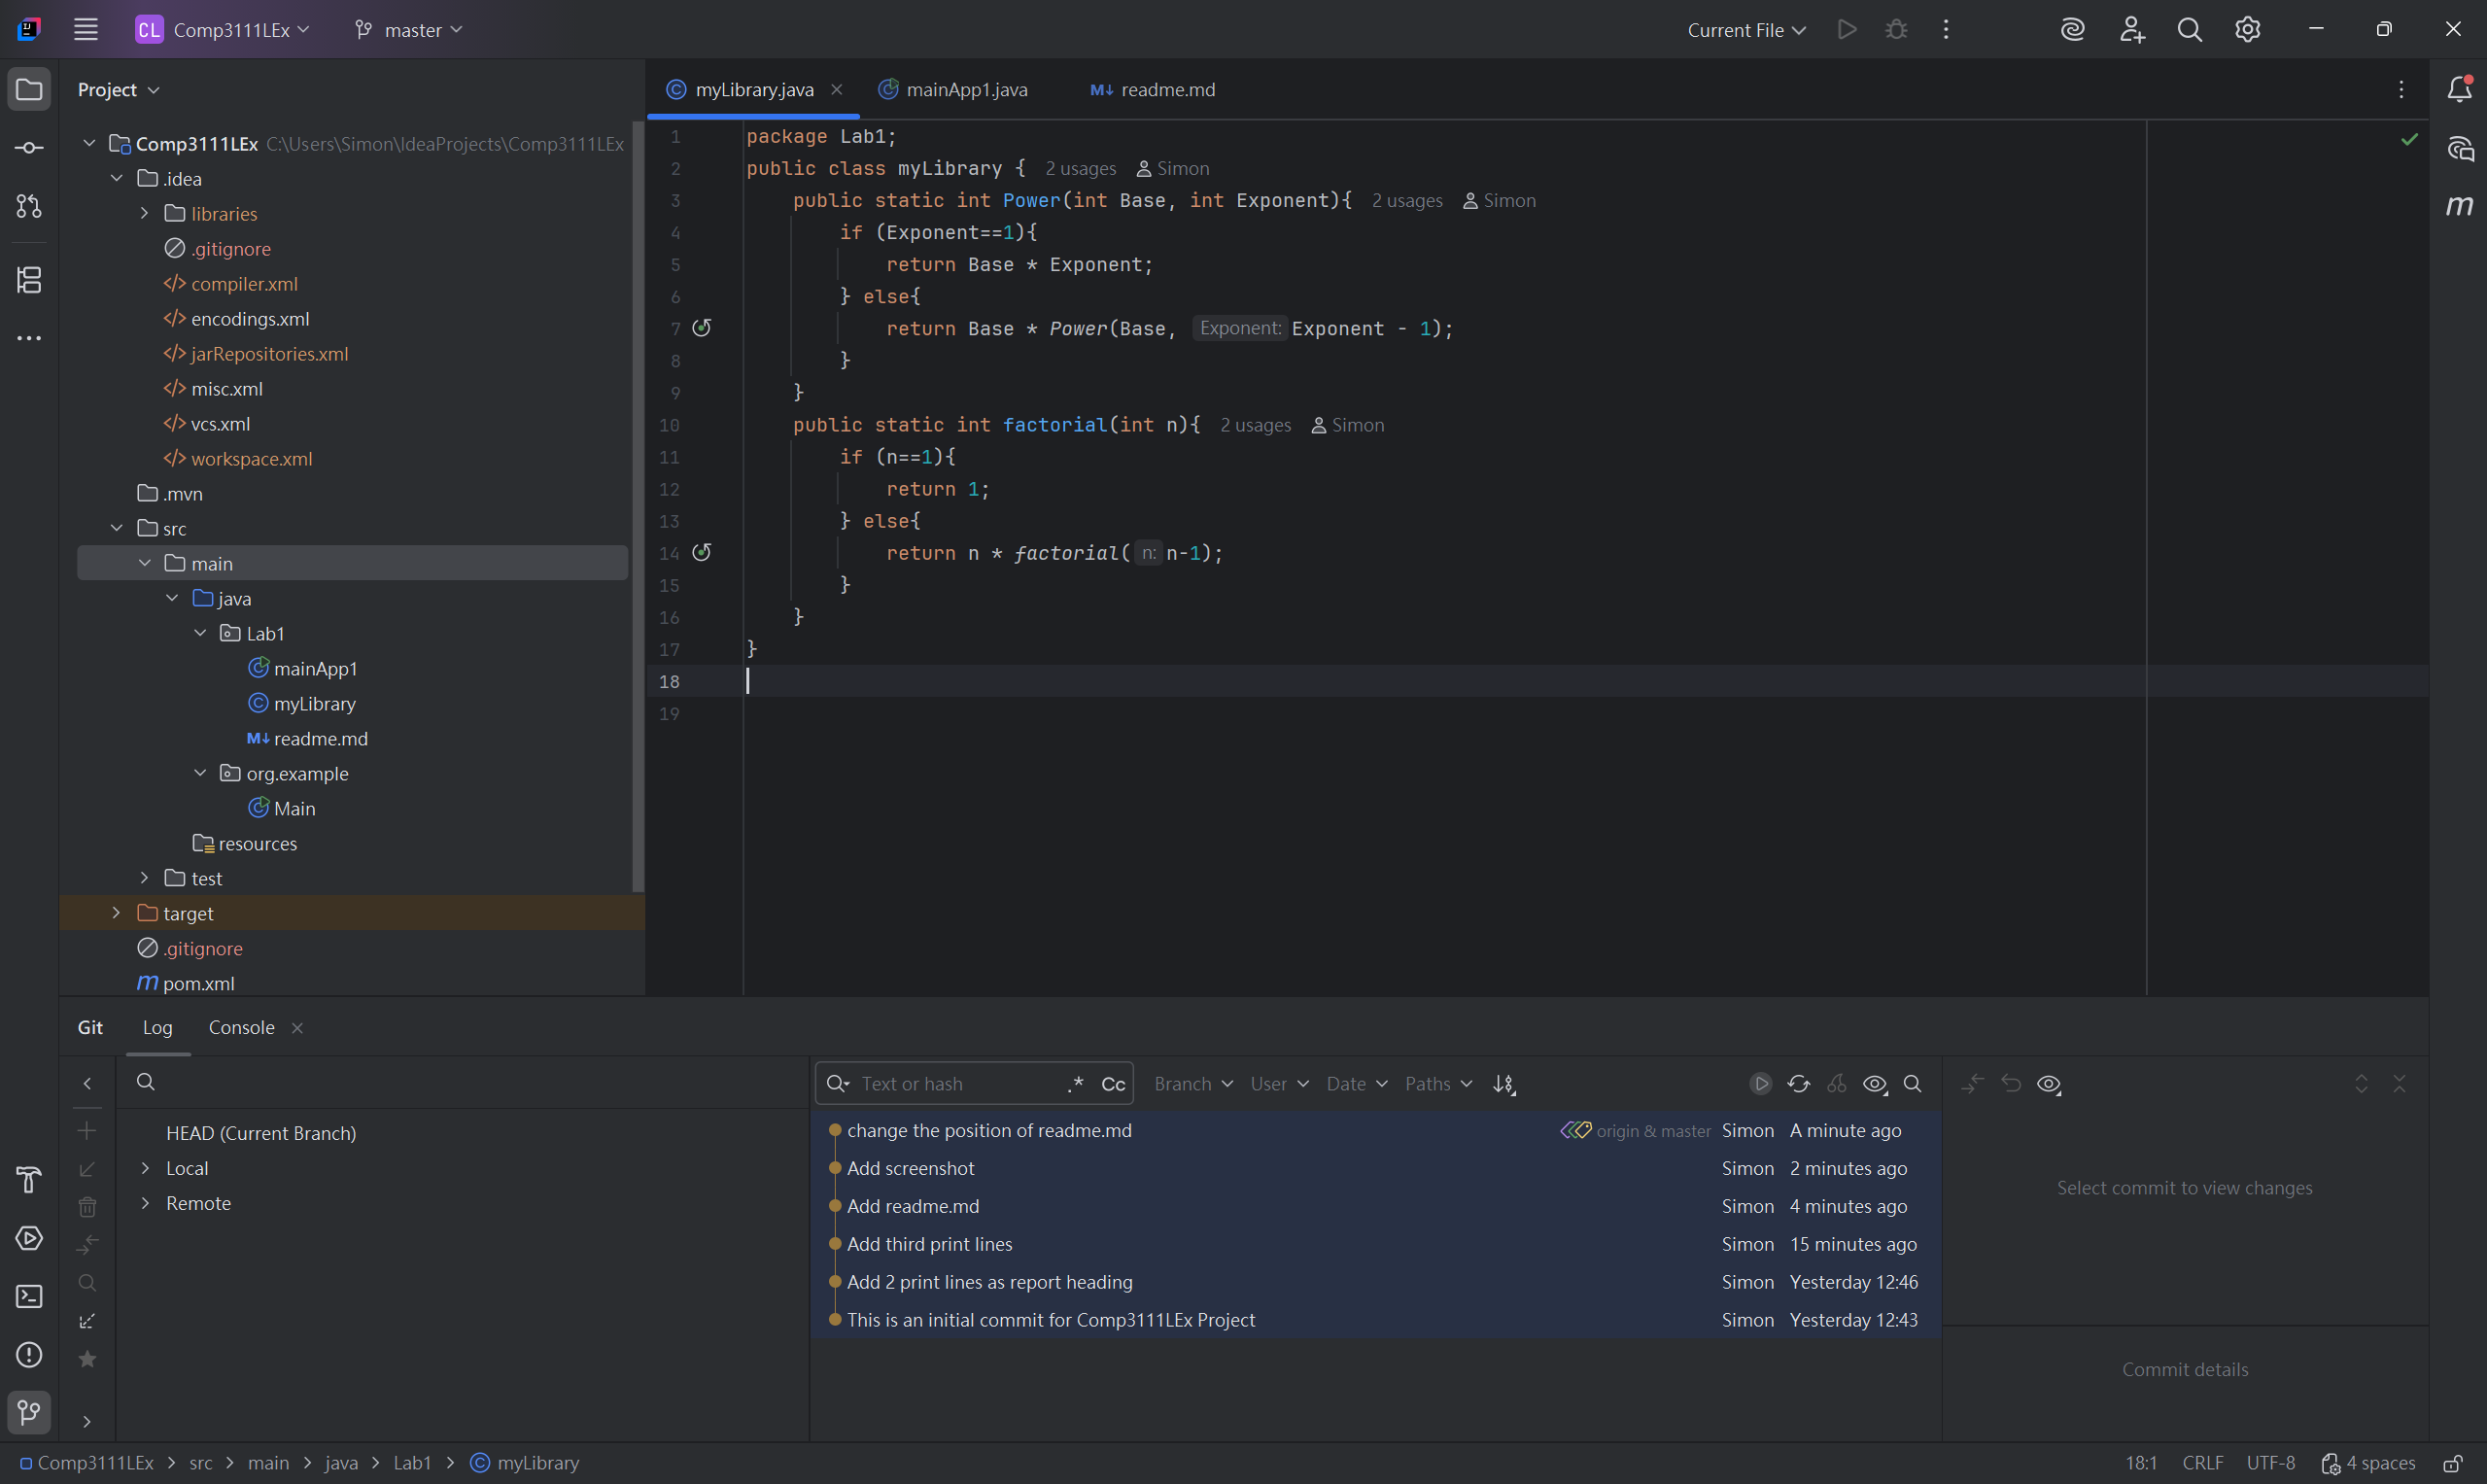 CL Comp3111LEx master Current File
Project
Comp3111LEx C:\Users\Simon\IdeaProjects\Comp3111LEx
.idea
libraries
.gitignore
</> compiler.xml
</> encodings.xml
</> jarRepositories.xml
</> misc.xml
</> vcs.xml
</> workspace.xml
.mvn
src
main
java
Lab1
mainApp1
myLibrary
M↓ readme.md
org.example
Main
resources
test
target
.gitignore
m pom.xml
myLibrary.java mainApp1.java M↓ readme.md
1 package Lab1;
2 public class myLibrary { 2 usages Simon
3 public static int Power(int Base, int Exponent){ 2 usages Simon
4 if (Exponent==1){
5 return Base * Exponent;
6 } else{
7 return Base * Power(Base, Exponent: Exponent - 1);
8 }
9 }
10 public static int factorial(int n){ 2 usages Simon
11 if (n==1){
12 return 1;
13 } else{
14 return n * factorial( n: n-1);
15 }
16 }
17 }
18
19
m
Git Log Console
HEAD (Current Branch)
Local
Remote
Text or hash .* Cc Branch User Date Paths
change the position of readme.md origin & master Simon A minute ago
Add screenshot Simon 2 minutes ago
Add readme.md Simon 4 minutes ago
Add third print lines Simon 15 minutes ago
Add 2 print lines as report heading Simon Yesterday 12:46
This is an initial commit for Comp3111LEx Project Simon Yesterday 12:43
Select commit to view changes
Commit details
Comp3111LEx > src > main > java > Lab1 > myLibrary 18:1 CRLF UTF-8 4 spaces